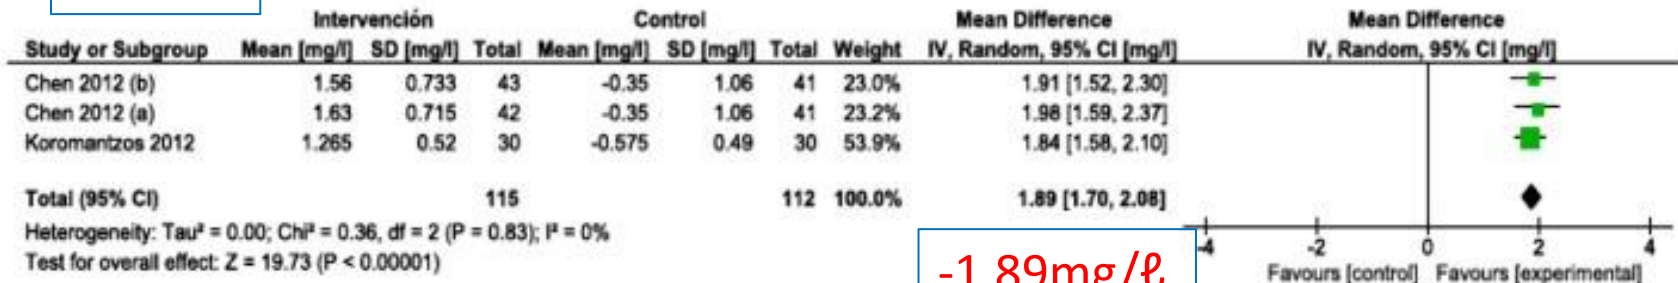 Intervención Control Mean Difference Mean Difference
Study or Subgroup Mean [mg/l] SD [mg/l] Total Mean [mg/l] SD [mg/l] Total Weight IV, Random, 95% CI [mg/l] IV, Random, 95% CI [mg/l]
Chen 2012 (b) 1.56 0.733 43 -0.35 1.06 41 23.0% 1.91 [1.52, 2.30]
Chen 2012 (a) 1.63 0.715 42 -0.35 1.06 41 23.2% 1.98 [1.59, 2.37]
Koromantzos 2012 1.265 0.52 30 -0.575 0.49 30 53.9% 1.84 [1.58, 2.10]
Total (95% CI) 115 112 100.0% 1.89 [1.70, 2.08]
Heterogeneity: Tau² = 0.00; Chi² = 0.36, df = 2 (P = 0.83); I² = 0%
Test for overall effect: Z = 19.73 (P < 0.00001)
-4 -2 0 2 4
Favours [control] Favours [experimental]
-1.89mg/ℓ